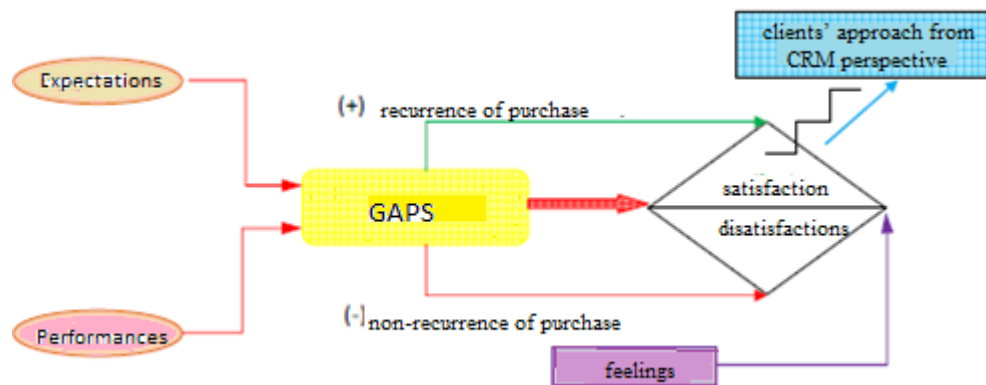 clients’ approach from
CRM perspective
Expectations
(+) recurrence of purchase
satisfaction
GAPS
disatisfactions
(-) non-recurrence of purchase
Performances
feelings